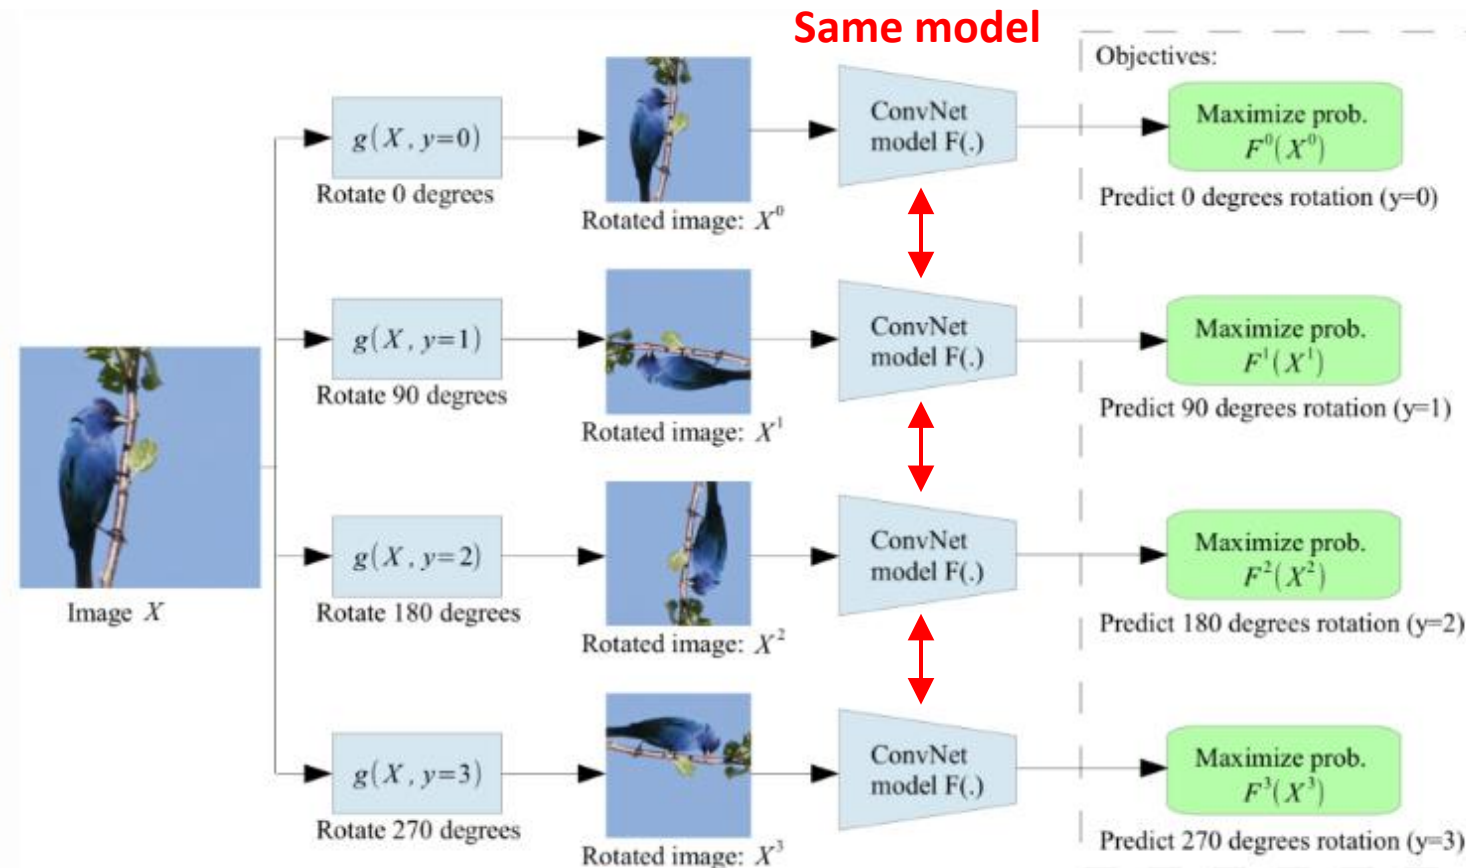 Same model
Objectives:
g(X, y=0)
Rotate 0 degrees
Rotated image: X⁰
ConvNet
model F(.)
Maximize prob.
F⁰(X⁰)
Predict 0 degrees rotation (y=0)
g(X, y=1)
Rotate 90 degrees
Rotated image: X¹
ConvNet
model F(.)
Maximize prob.
F¹(X¹)
Predict 90 degrees rotation (y=1)
Image X
g(X, y=2)
Rotate 180 degrees
Rotated image: X²
ConvNet
model F(.)
Maximize prob.
F²(X²)
Predict 180 degrees rotation (y=2)
g(X, y=3)
Rotate 270 degrees
Rotated image: X³
ConvNet
model F(.)
Maximize prob.
F³(X³)
Predict 270 degrees rotation (y=3)